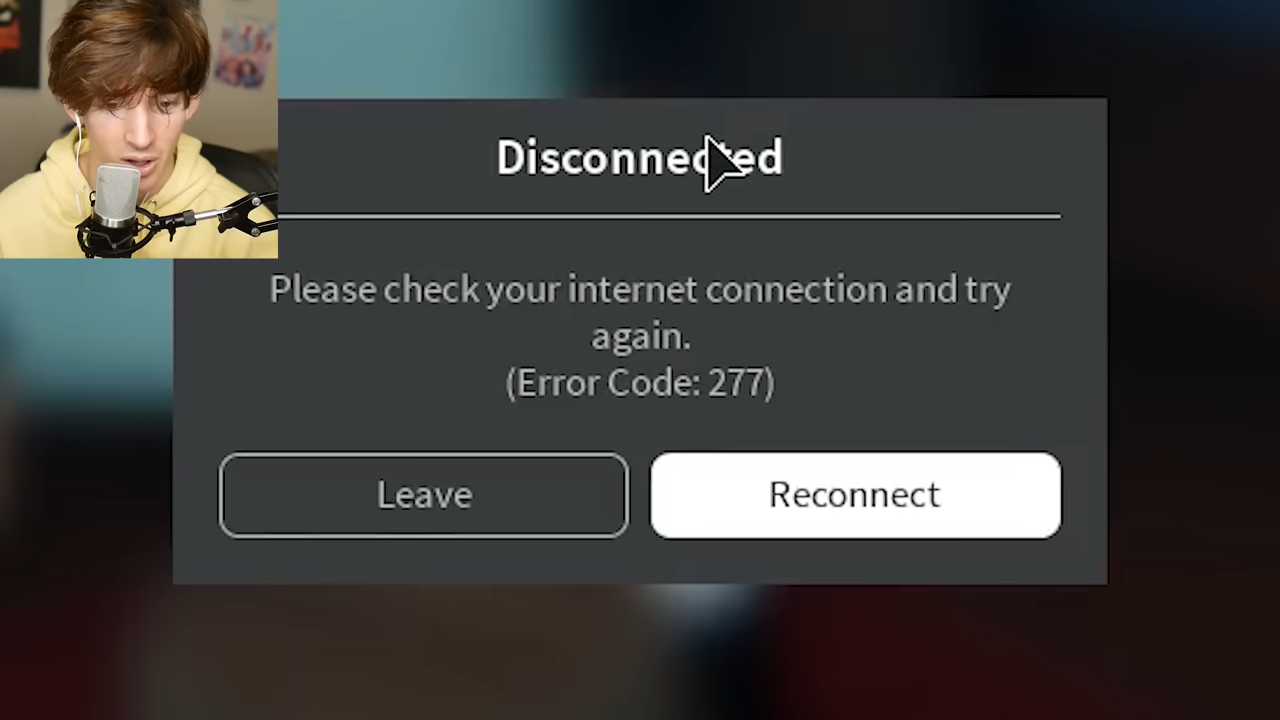 Disconnected
Please check your internet connection and try
again.
(Error Code: 277)
Leave
Reconnect